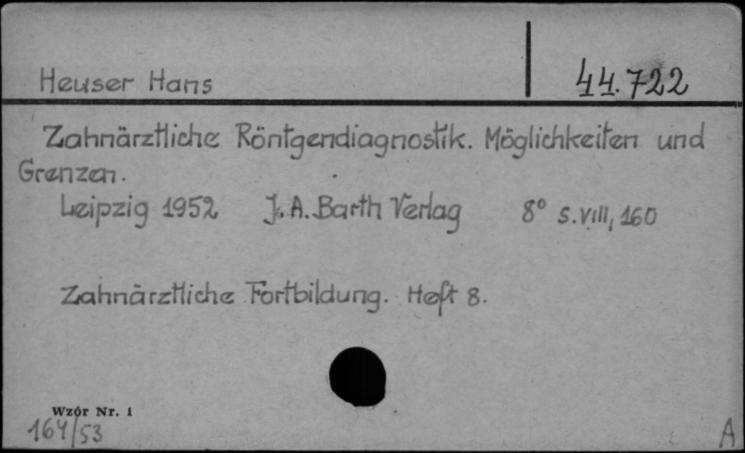 Heuser Hans
44.722
Zahnärztliche Röntgendiagnostik. Möglichkeiten und
Grenzen.
Leipzig 1952 J. A. Barth Verlag 8° S. VIII, 160
Zahnärztliche Fortbildung. Heft 8.
Wzór Nr. 1
164/53
A